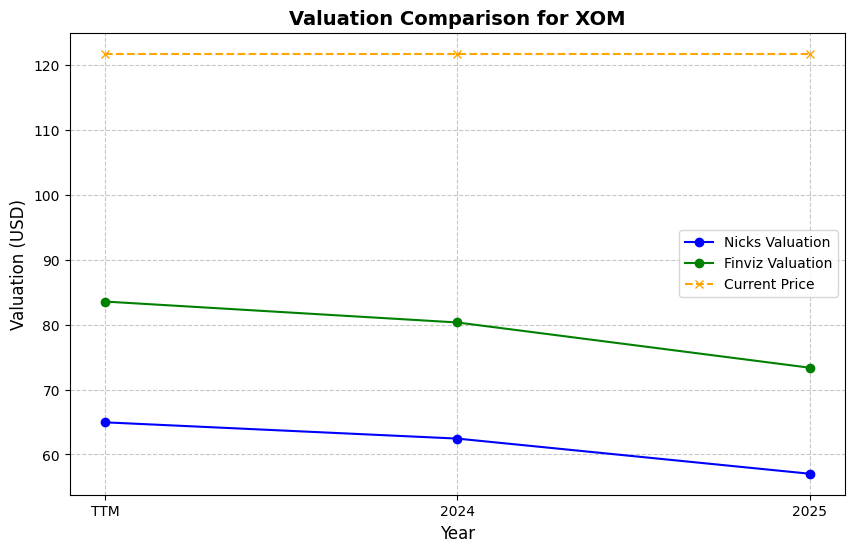 Valuation Comparison for XOM
Valuation (USD)
120
110
100
90
80
70
60
Nicks Valuation
Finviz Valuation
Current Price
TTM 2024 2025
Year